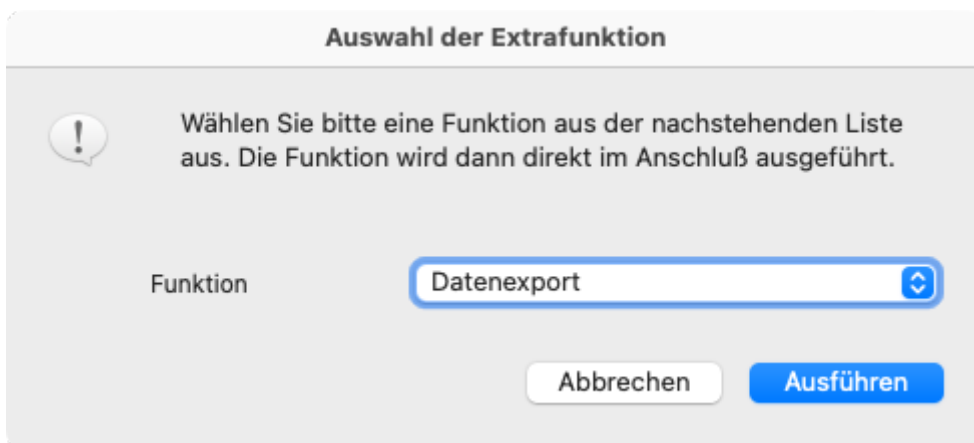 Auswahl der Extrafunktion
Wählen Sie bitte eine Funktion aus der nachstehenden Liste
aus. Die Funktion wird dann direkt im Anschluß ausgeführt.
Funktion
Datenexport
Abbrechen
Ausführen